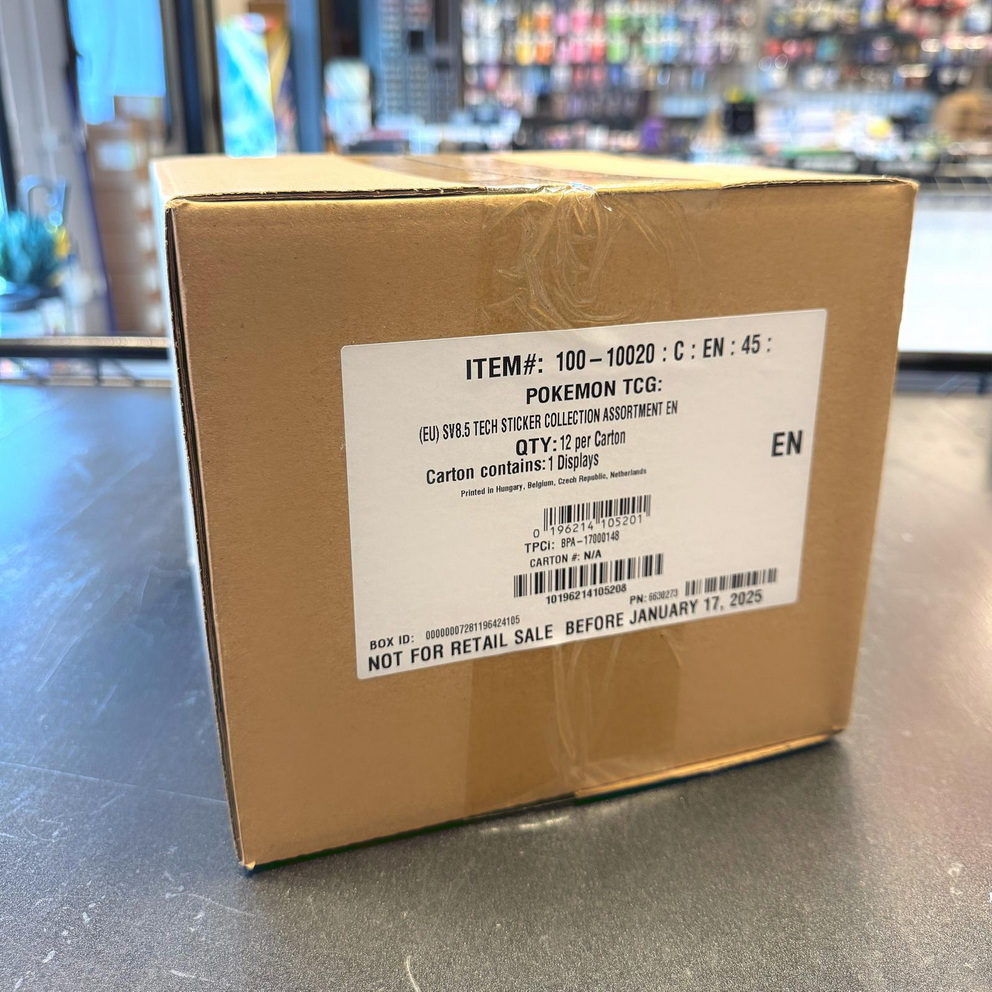 ITEM#: 100-10020 : C : EN : 45 :
POKEMON TCG:
(EU) SV8.5 TECH STICKER COLLECTION ASSORTMENT EN
QTY: 12 per Carton
EN
Carton contains: 1 Displays
Printed in Hungary, Belgium, Czech Republic, Netherlands
0 196214 105201
TPCi: BPA-17000148
CARTON #: N/A
10196214105208
PN: 6630273
BOX ID: 00000007281196424105
NOT FOR RETAIL SALE BEFORE JANUARY 17, 2025